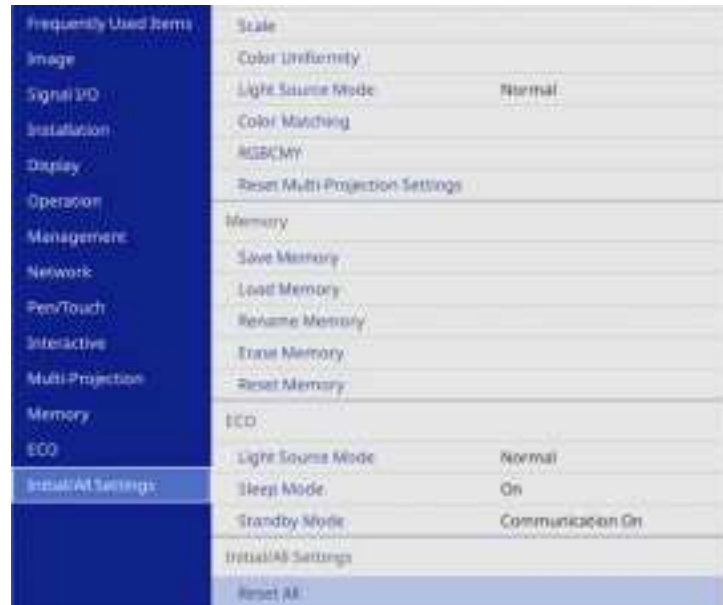 Frequently Used Items
Image
Signal I/O
Installation
Display
Operation
Management
Network
Pen/Touch
Interactive
Multi-Projection
Memory
ECO
Initial/All Settings
Scale
Color Uniformity
Light Source Mode Normal
Color Matching
RGBCMY
Reset Multi-Projection Settings
Memory
Save Memory
Load Memory
Rename Memory
Erase Memory
Reset Memory
ECO
Light Source Mode Normal
Sleep Mode On
Standby Mode Communication On
Initial/All Settings
Reset All